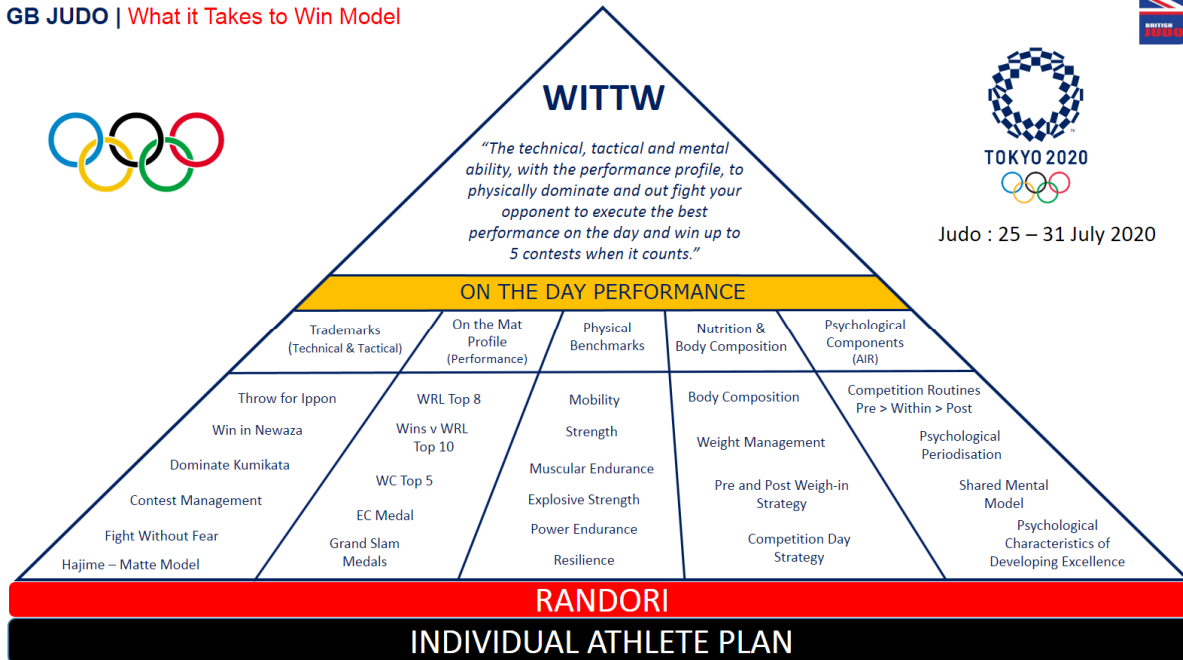 GB JUDO | What it Takes to Win Model
BRITISH
JUDO
WITTW
“The technical, tactical and mental
ability, with the performance profile, to
physically dominate and out fight your
opponent to execute the best
performance on the day and win up to
5 contests when it counts.”
TOKYO 2020
Judo : 25 – 31 July 2020
ON THE DAY PERFORMANCE
Trademarks
(Technical & Tactical)
On the Mat
Profile
(Performance)
Physical
Benchmarks
Nutrition &
Body Composition
Psychological
Components
(AIR)
Throw for Ippon
Win in Newaza
Dominate Kumikata
Contest Management
Fight Without Fear
Hajime – Matte Model
WRL Top 8
Wins v WRL
Top 10
WC Top 5
EC Medal
Grand Slam
Medals
Mobility
Strength
Muscular Endurance
Explosive Strength
Power Endurance
Resilience
Body Composition
Weight Management
Pre and Post Weigh-in
Strategy
Competition Day
Strategy
Competition Routines
Pre > Within > Post
Psychological
Periodisation
Shared Mental
Model
Psychological
Characteristics of
Developing Excellence
RANDORI
INDIVIDUAL ATHLETE PLAN